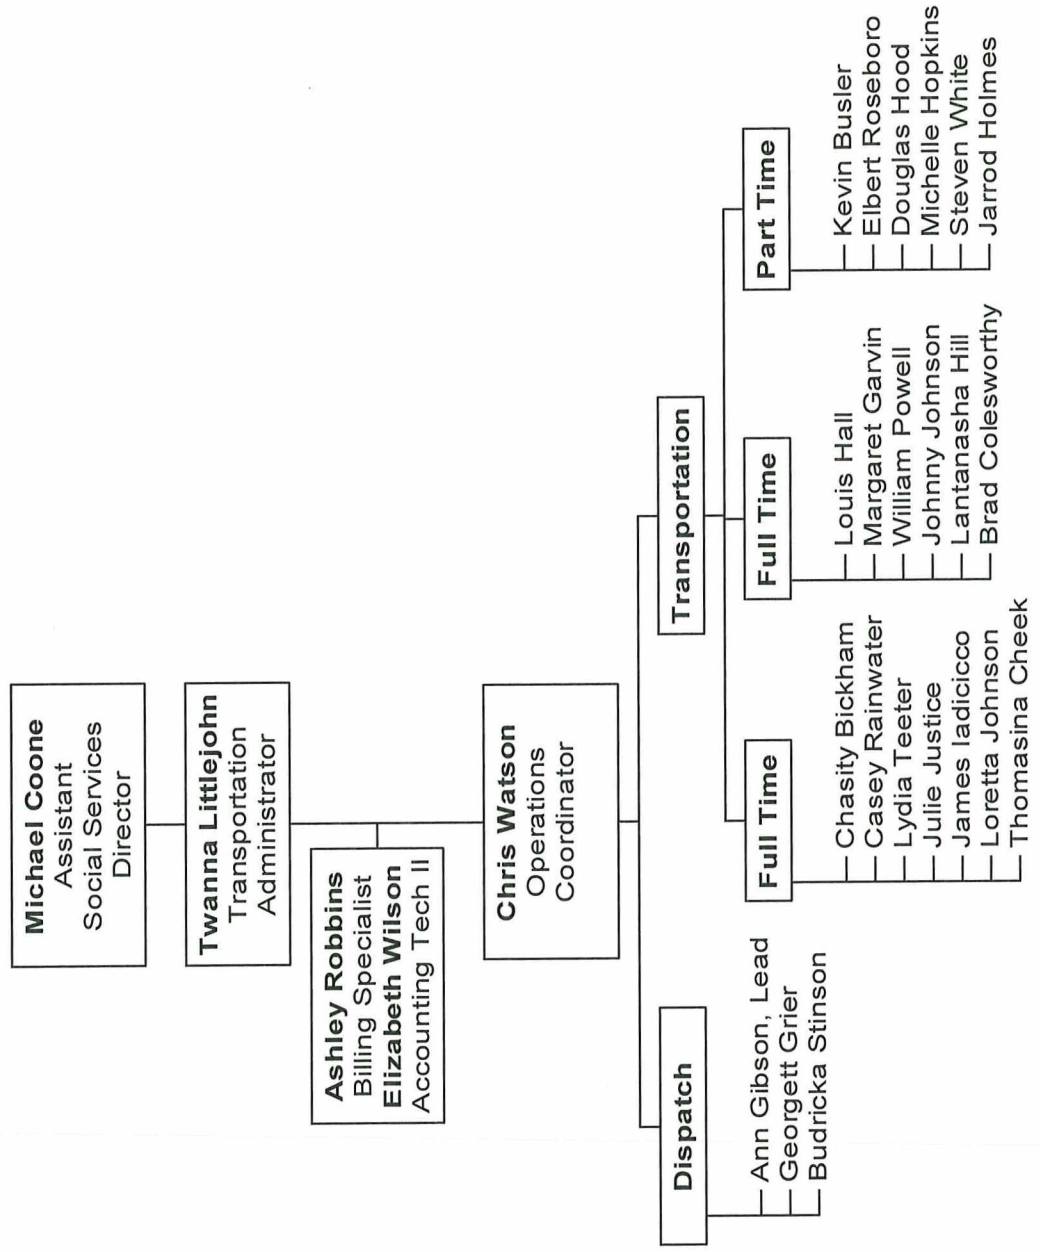 Michael Coone
Assistant
Social Services
Director
Twanna Littlejohn
Transportation
Administrator
Ashley Robbins
Billing Specialist
Elizabeth Wilson
Accounting Tech II
Chris Watson
Operations
Coordinator
Dispatch
Ann Gibson, Lead
Georgett Grier
Budricka Stinson
Transportation
Full Time
Chasity Bickham
Casey Rainwater
Lydia Teeter
Julie Justice
James Iadicicco
Loretta Johnson
Thomasina Cheek
Full Time
Louis Hall
Margaret Garvin
William Powell
Johnny Johnson
Lantanasha Hill
Brad Colesworthy
Part Time
Kevin Busler
Elbert Roseboro
Douglas Hood
Michelle Hopkins
Steven White
Jarrod Holmes